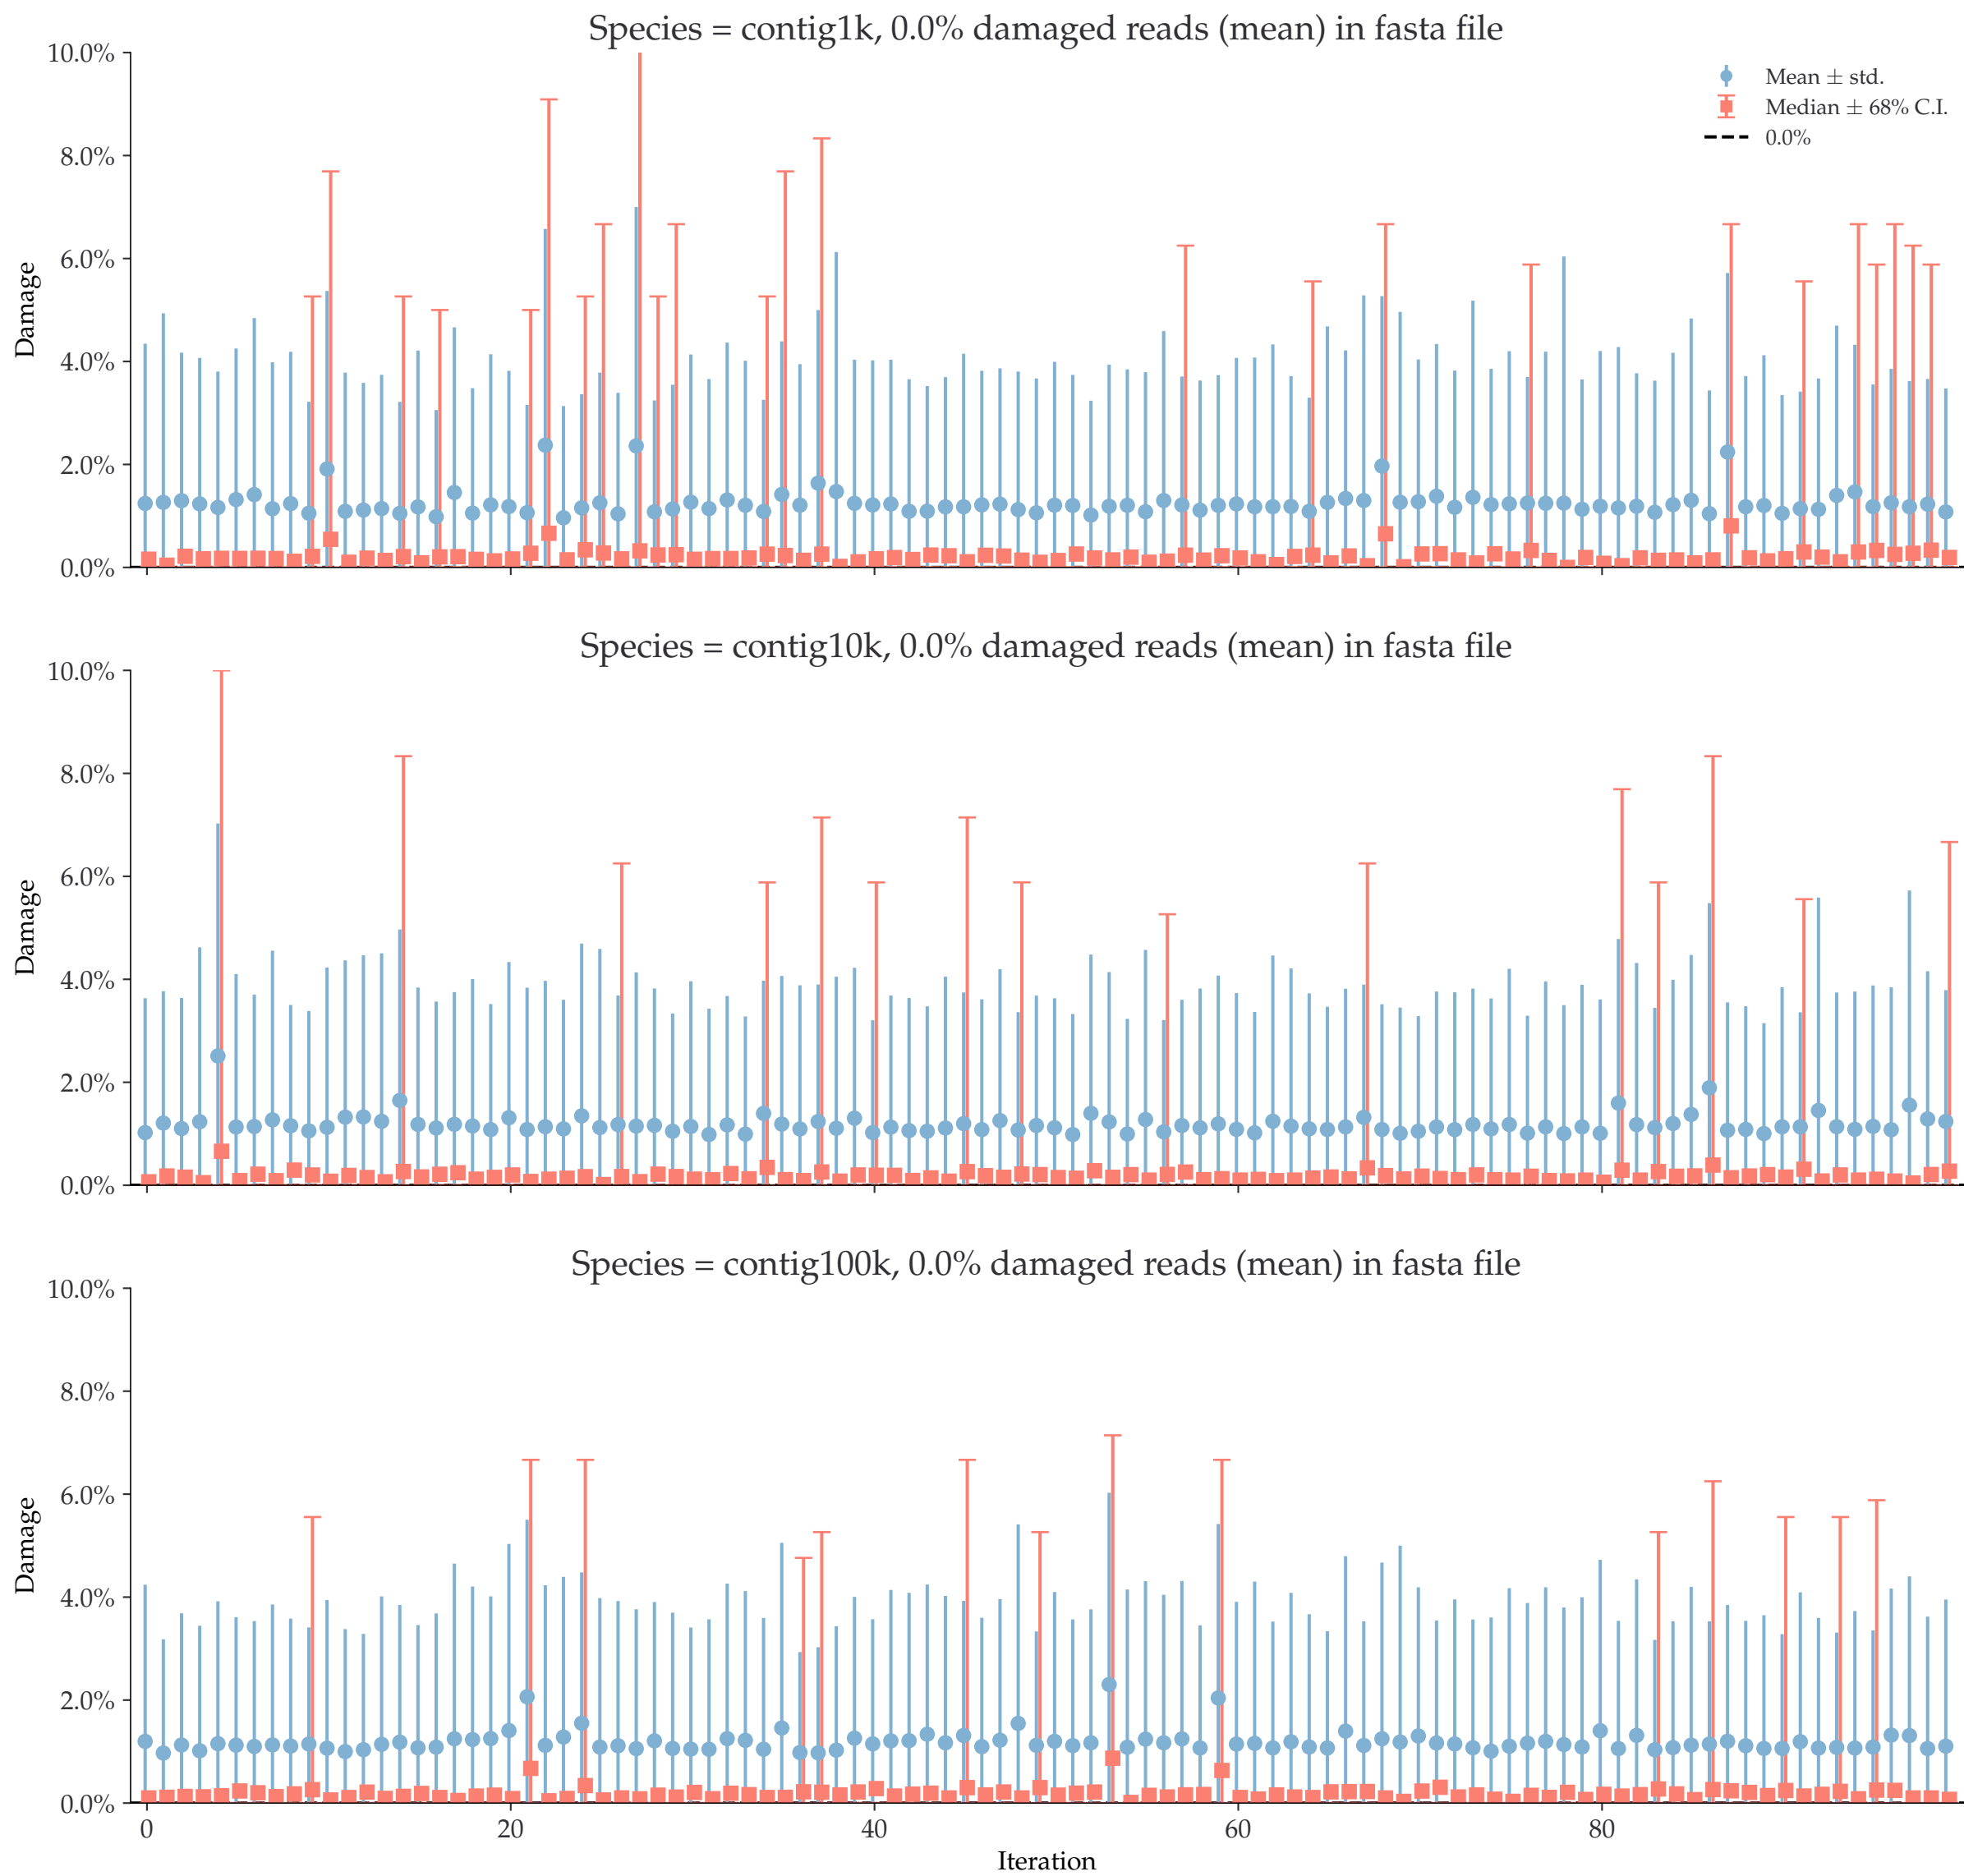 Species = contig1k, 0.0% damaged reads (mean) in fasta file
10.0%
8.0%
6.0%
4.0%
2.0%
0.0%
Damage
Mean ± std.
Median ± 68% C.I.
0.0%
Species = contig10k, 0.0% damaged reads (mean) in fasta file
10.0%
8.0%
6.0%
4.0%
2.0%
0.0%
Damage
Species = contig100k, 0.0% damaged reads (mean) in fasta file
10.0%
8.0%
6.0%
4.0%
2.0%
0.0%
Damage
0 20 40 60 80
Iteration